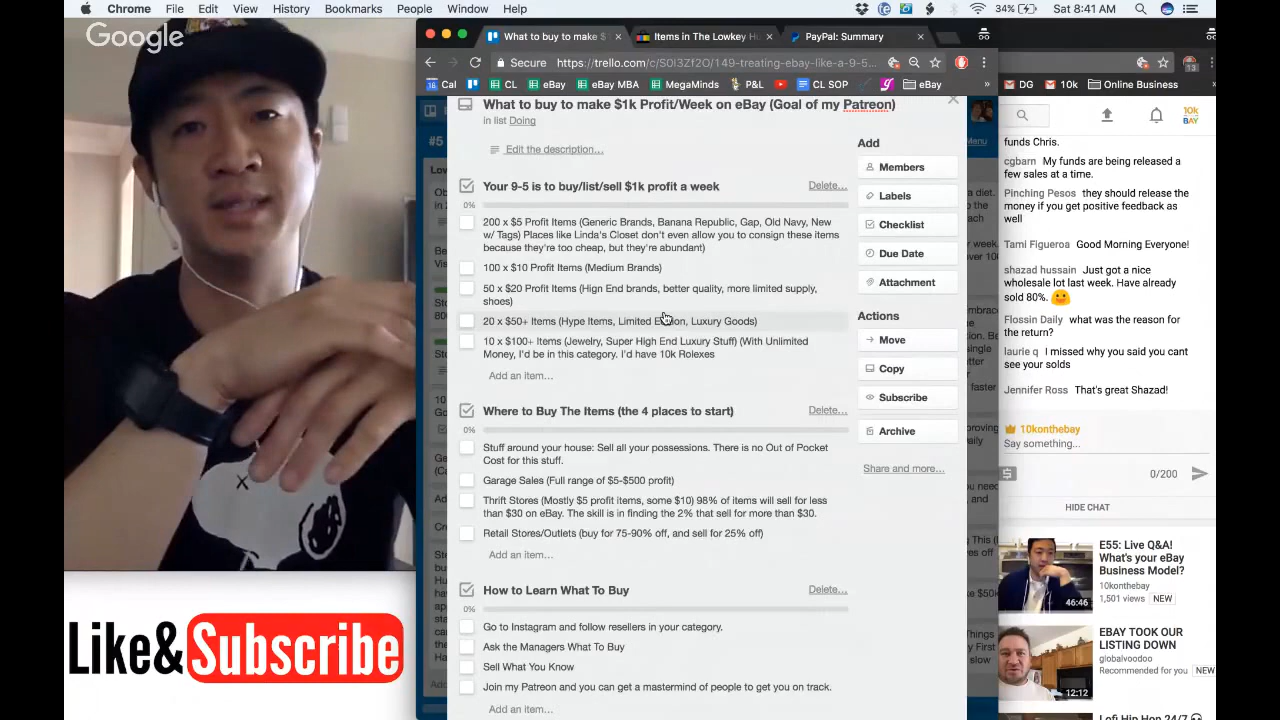 Chrome File Edit View History Bookmarks People Window Help
34% Sat 8:41 AM
Google
What to buy to make $
Items in The Lowkey H
PayPal: Summary
Secure https://trello.com/c/S0I3Zf2O/149-treating-ebay-like-a-9-5...
13
Cal CL eBay eBay MBA MegaMinds P&L CL SOP eBay »
DG 10k Online Business
What to buy to make $1k Profit/Week on eBay (Goal of my Patreon)
in list Doing
Edit the description...
Your 9-5 is to buy/list/sell $1k profit a week
Delete...
0%
200 x $5 Profit Items (Generic Brands, Banana Republic, Gap, Old Navy, New
w/ Tags) Places like Linda's Closet don't even allow you to consign these items
because they're too cheap, but they're abundant)
100 x $10 Profit Items (Medium Brands)
50 x $20 Profit Items (Hign End brands, better quality, more limited supply,
shoes)
20 x $50+ Items (Hype Items, Limited Edition, Luxury Goods)
10 x $100+ Items (Jewelry, Super High End Luxury Stuff) (With Unlimited
Money, I'd be in this category. I'd have 10k Rolexes
Add an item...
Where to Buy The Items (the 4 places to start)
Delete...
0%
Stuff around your house: Sell all your possessions. There is no Out of Pocket
Cost for this stuff.
Garage Sales (Full range of $5-$500 profit)
Thrift Stores (Mostly $5 profit items, some $10) 98% of items will sell for less
than $30 on eBay. The skill is in finding the 2% that sell for more than $30.
Retail Stores/Outlets (buy for 75-90% off, and sell for 25% off)
Add an item...
How to Learn What To Buy
Delete...
0%
Go to Instagram and follow resellers in your category.
Ask the Managers What To Buy
Sell What You Know
Join my Patreon and you can get a mastermind of people to get you on track.
Add an item...
Add
Members
Labels
Checklist
Due Date
Attachment
Actions
Move
Copy
Subscribe
Archive
Share and more...
#5
Menu
10k
BAY
funds Chris.
cgbarn My funds are being released a
few sales at a time.
Pinching Pesos they should release the
money if you get positive feedback as
well
Tami Figueroa Good Morning Everyone!
shazad hussain Just got a nice
wholesale lot last week. Have already
sold 80%.
Flossin Daily what was the reason for
the return?
laurie q I missed why you said you cant
see your solds
Jennifer Ross That's great Shazad!
10konthebay
Say something...
0/200
HIDE CHAT
E55: Live Q&A!
What's your eBay
Business Model?
10konthebay
1,501 views NEW
46:46
EBAY TOOK OUR
LISTING DOWN
globalvoodoo
Recommended for you NEW
12:12
Lofi Hip Hop 24/7
Like& Subscribe